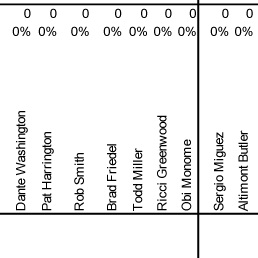 0 0 0 0 0 0 0 0 0
0% 0% 0% 0% 0% 0% 0% 0% 0%
Dante Washington
Pat Harrington
Rob Smith
Brad Friedel
Todd Miller
Ricci Greenwood
Obi Monome
Sergio Miguez
Altimont Butler